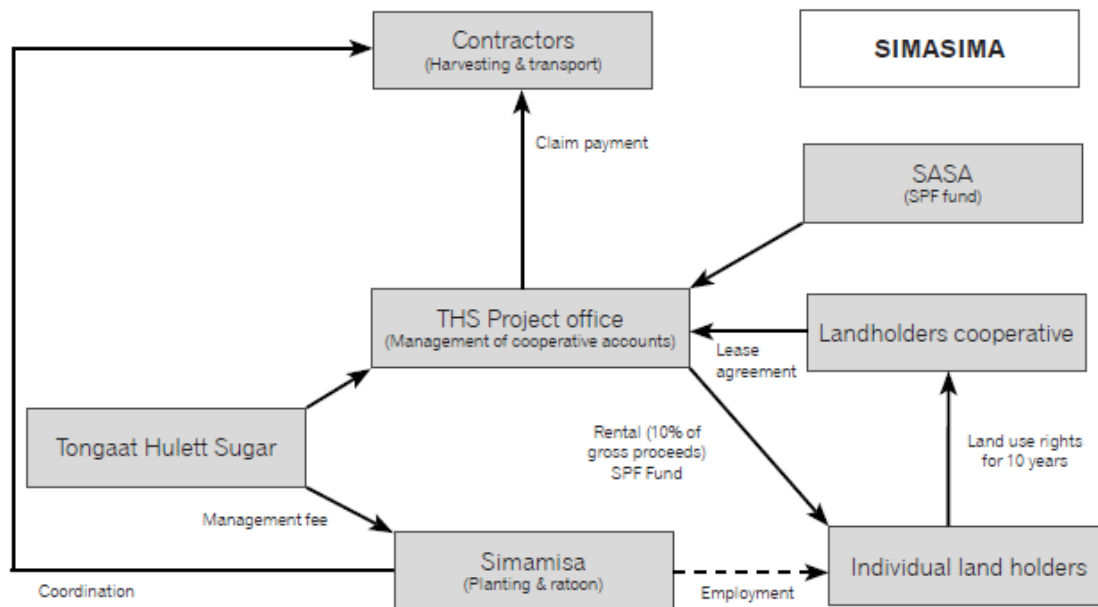 Contractors
(Harvesting & transport)
SIMASIMA
Claim payment
SASA
(SPF fund)
THS Project office
(Management of cooperative accounts)
Landholders cooperative
Lease
agreement
Tongaat Hulett Sugar
Rental (10% of
gross proceeds)
SPF Fund
Land use rights
for 10 years
Management fee
Simamisa
(Planting & ratoon)
Individual land holders
Coordination
Employment